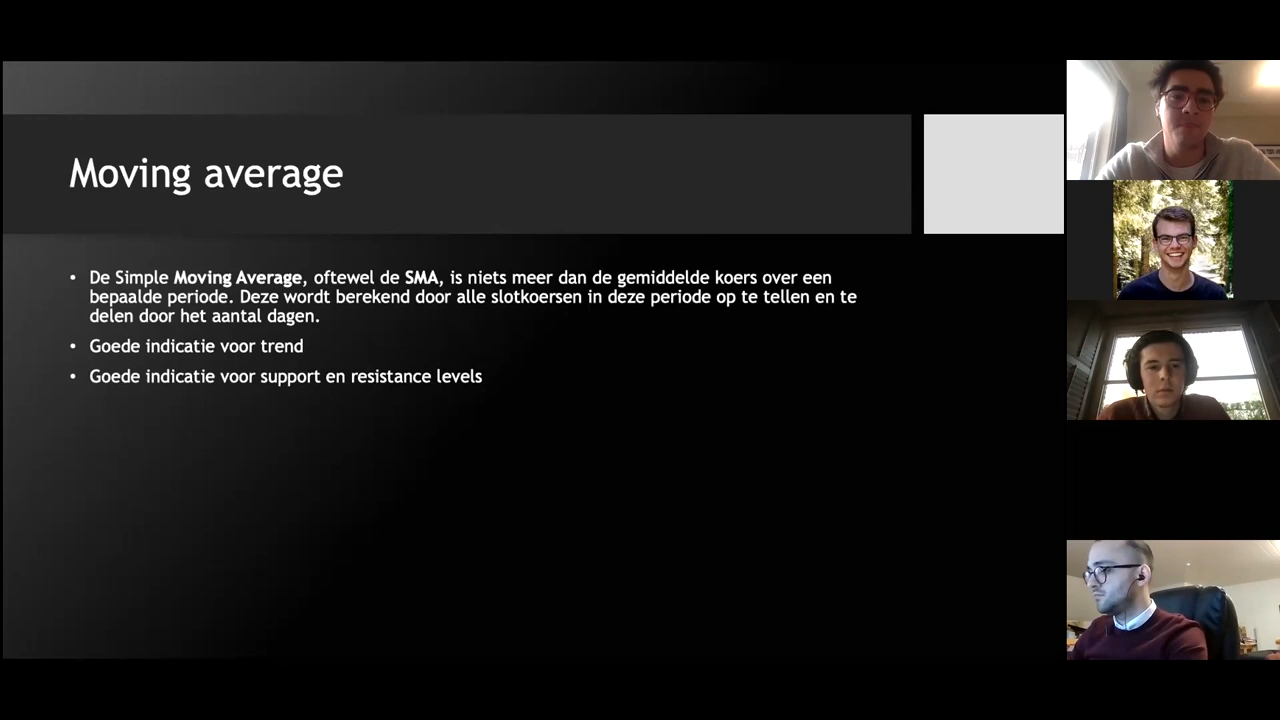 Moving average
• De Simple Moving Average, oftewel de SMA, is niets meer dan de gemiddelde koers over een
bepaalde periode. Deze wordt berekend door alle slotkoersen in deze periode op te tellen en te
delen door het aantal dagen.
• Goede indicatie voor trend
• Goede indicatie voor support en resistance levels